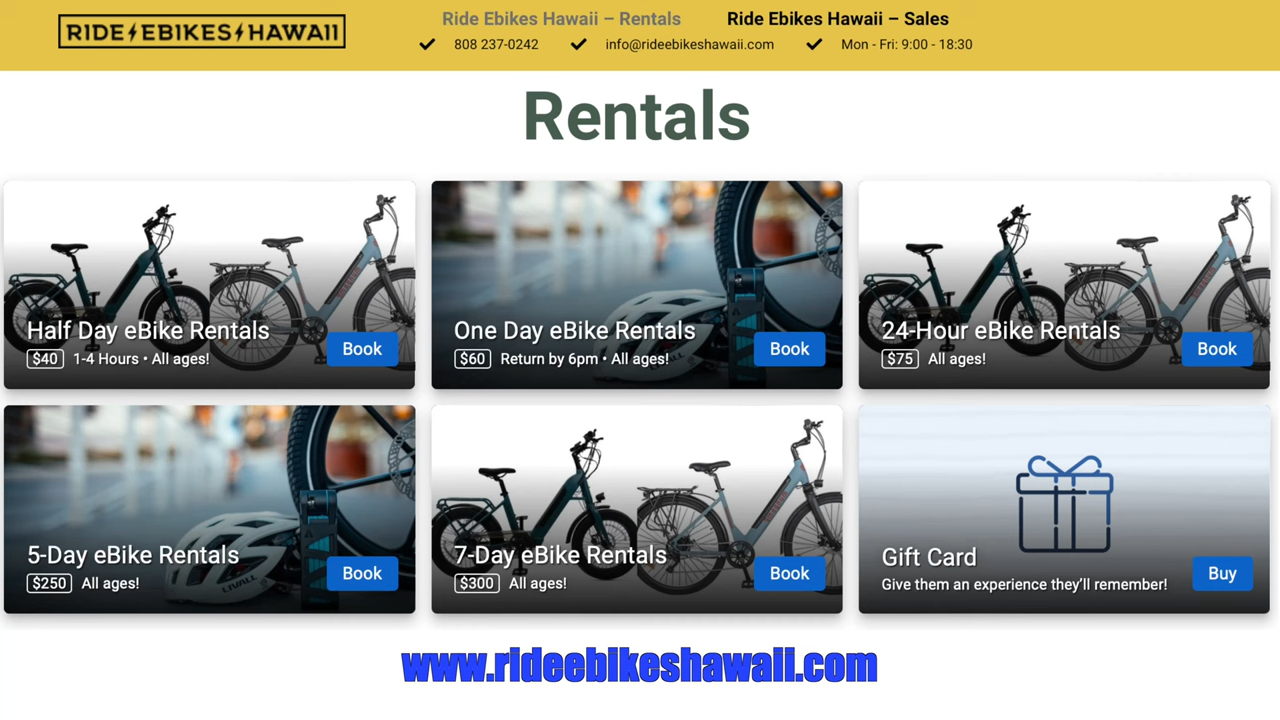 RIDE EBIKES HAWAII
Ride Ebikes Hawaii – Rentals
Ride Ebikes Hawaii – Sales
808 237-0242
info@rideebikeshawaii.com
Mon - Fri: 9:00 - 18:30
Rentals
Half Day eBike Rentals
$40 1-4 Hours • All ages!
Book
One Day eBike Rentals
$60 Return by 6pm • All ages!
Book
24-Hour eBike Rentals
$75 All ages!
Book
5-Day eBike Rentals
$250 All ages!
LIVALL
Book
7-Day eBike Rentals
$300 All ages!
Book
Gift Card
Give them an experience they’ll remember!
Buy
www.rideebikeshawaii.com